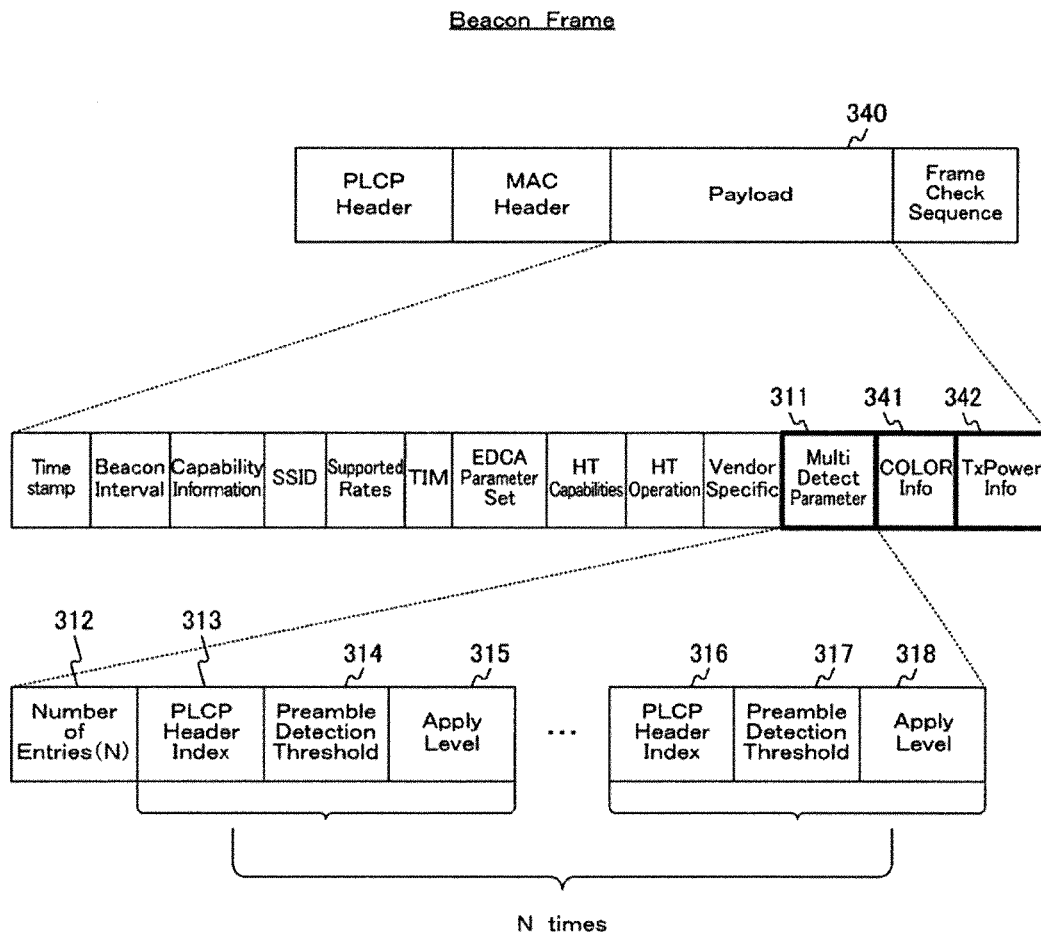 Beacon Frame
340
PLCP
Header
MAC
Header
Payload
Frame
Check
Sequence
311
341
342
Time
stamp
Beacon
Interval
Capability
Information
SSID
Supported
Rates
TIM
EDCA
Parameter
Set
HT
Capabilities
HT
Operation
Vendor
Specific
Multi
Detect
Parameter
COLOR
Info
TxPower
Info
312
313
314
315
316
317
318
Number
of
Entries(N)
PLCP
Header
Index
Preamble
Detection
Threshold
Apply
Level
...
PLCP
Header
Index
Preamble
Detection
Threshold
Apply
Level
N times